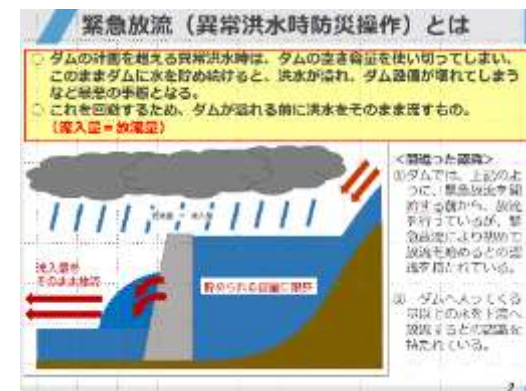 緊急放流（異常洪水時防災操作）とは
○ ダムの計画を超える異常洪水時は、ダムの空き容量を使い切ってしまい、
このままダムに水を貯め続けると、洪水が溢れ、ダム設備が壊れてしまう
など最悪の事態となる。
○ これを回避するため、ダムが溢れる前に洪水をそのまま流すもの。
（流入量＝放流量）
＜間違った認識＞
①ダムでは、上記のよ
うに、緊急放流を開
始する前から、放流
を行っているが、緊
急放流により初めて
放流を始めるとの認
識を持たれている。
② ダムへ入ってくる
以上の水を下流へ
放流するとの認識を
持たれている。
流入量を
そのまま放流
貯められる容量に限界
2